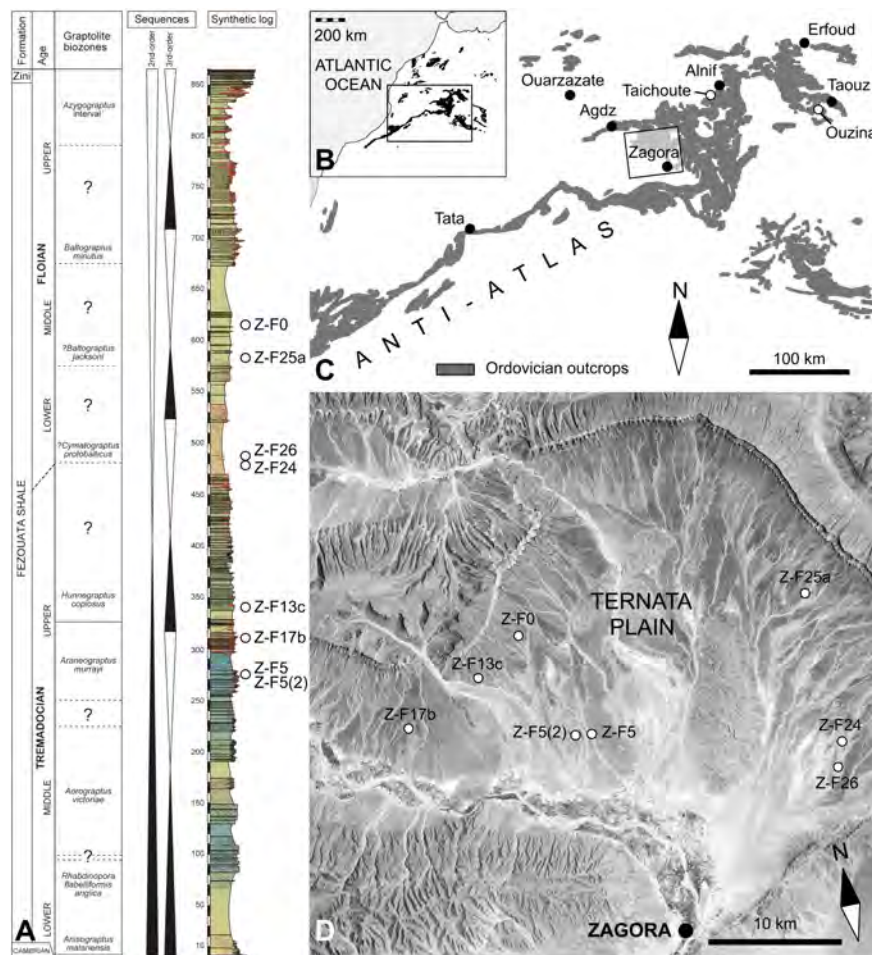 Formation
Age
Graptolite
biozones
Sequences
2nd-order
3rd-order
Synthetic log
Zini
FEZOUATA SHALE
CAMBRIAN
FLOIAN
TREMADOCIAN
UPPER
MIDDLE
LOWER
UPPER
MIDDLE
LOWER
Azygograptus
interval
?
Baltograptus
minutus
?
?Baltograptus
jacksoni
?
?Cymatograptus
protobalticus
?
Hunnegraptus
copiosus
Araneograptus
murrayi
?
Aorograptus
victoriae
?
Rhabdinopora
flabelliformis
anglica
Anisograptus
matanensis
850
800
750
700
650
600
550
500
450
400
350
300
250
200
150
100
50
10
Z-F0
Z-F25a
Z-F26
Z-F24
Z-F13c
Z-F17b
Z-F5
Z-F5(2)
A
200 km
ATLANTIC
OCEAN
B
Erfoud
Ouarzazate
Alnif
Taichoute
Taouz
Agdz
Ouzina
Zagora
Tata
ANTI-ATLAS
N
C
Ordovician outcrops
100 km
TERNATA
PLAIN
Z-F25a
Z-F0
Z-F13c
Z-F17b
Z-F5(2)
Z-F5
Z-F24
Z-F26
N
ZAGORA
10 km
D